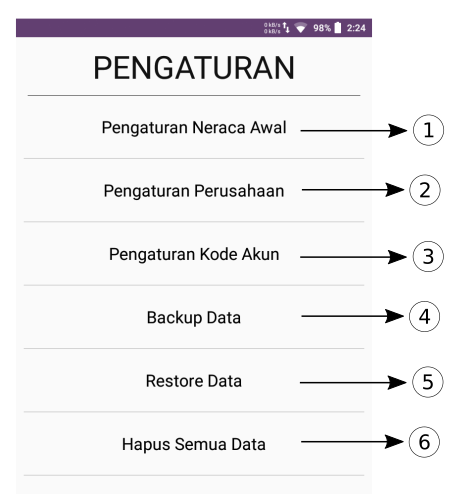 0 kB/s
0 kB/s 98% 2:24
PENGATURAN
Pengaturan Neraca Awal 1
Pengaturan Perusahaan 2
Pengaturan Kode Akun 3
Backup Data 4
Restore Data 5
Hapus Semua Data 6